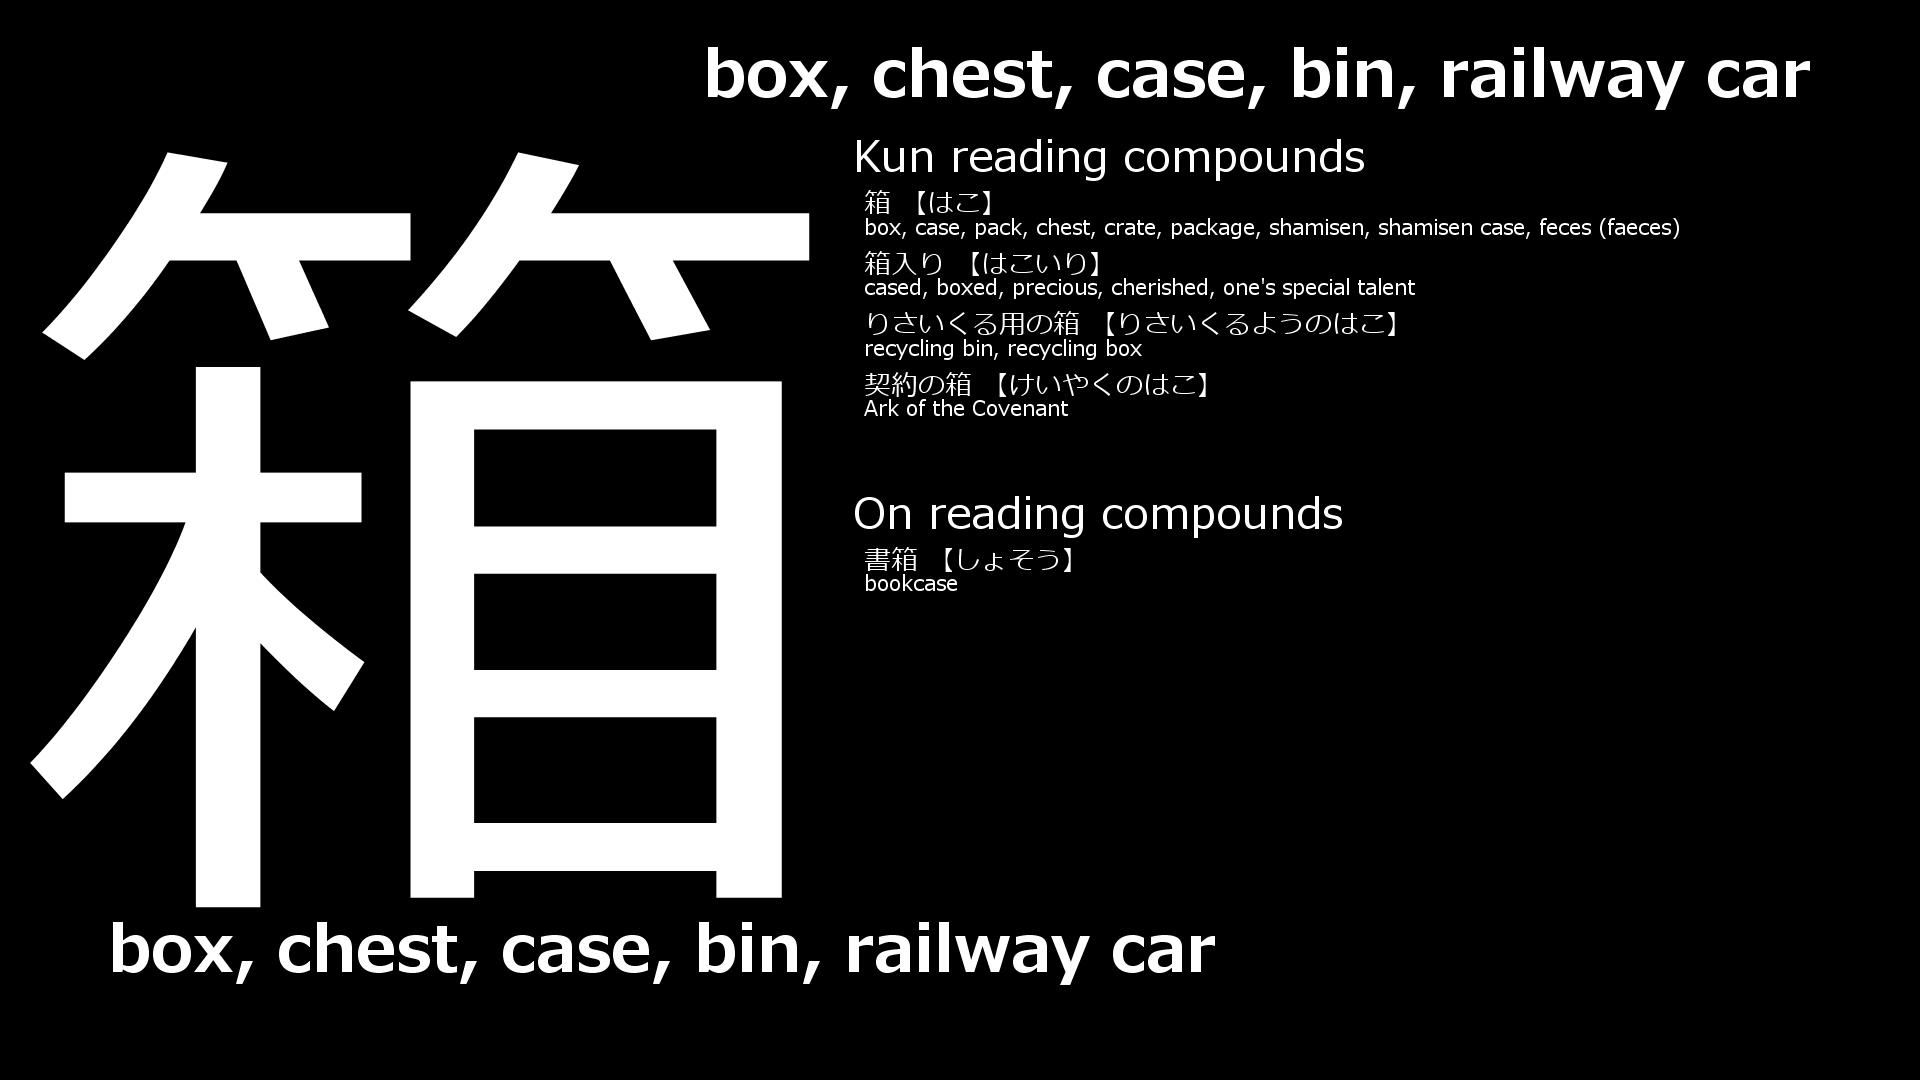 box, chest, case, bin, railway car
箱
Kun reading compounds
箱 【はこ】
box, case, pack, chest, crate, package, shamisen, shamisen case, feces (faeces)
箱入り 【はこいり】
cased, boxed, precious, cherished, one's special talent
りさいくる用の箱 【りさいくるようのはこ】
recycling bin, recycling box
契約の箱 【けいやくのはこ】
Ark of the Covenant
On reading compounds
書箱 【しょそう】
bookcase
box, chest, case, bin, railway car